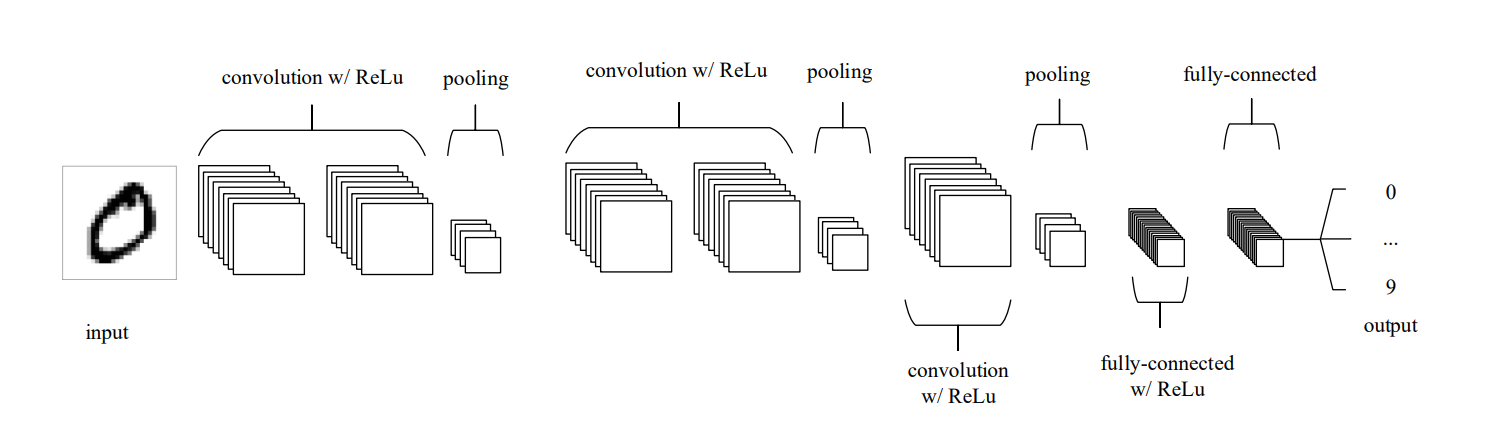 convolution w/ ReLu
pooling
convolution w/ ReLu
pooling
pooling
fully-connected
0
...
9
input
output
convolution
w/ ReLu
fully-connected
w/ ReLu